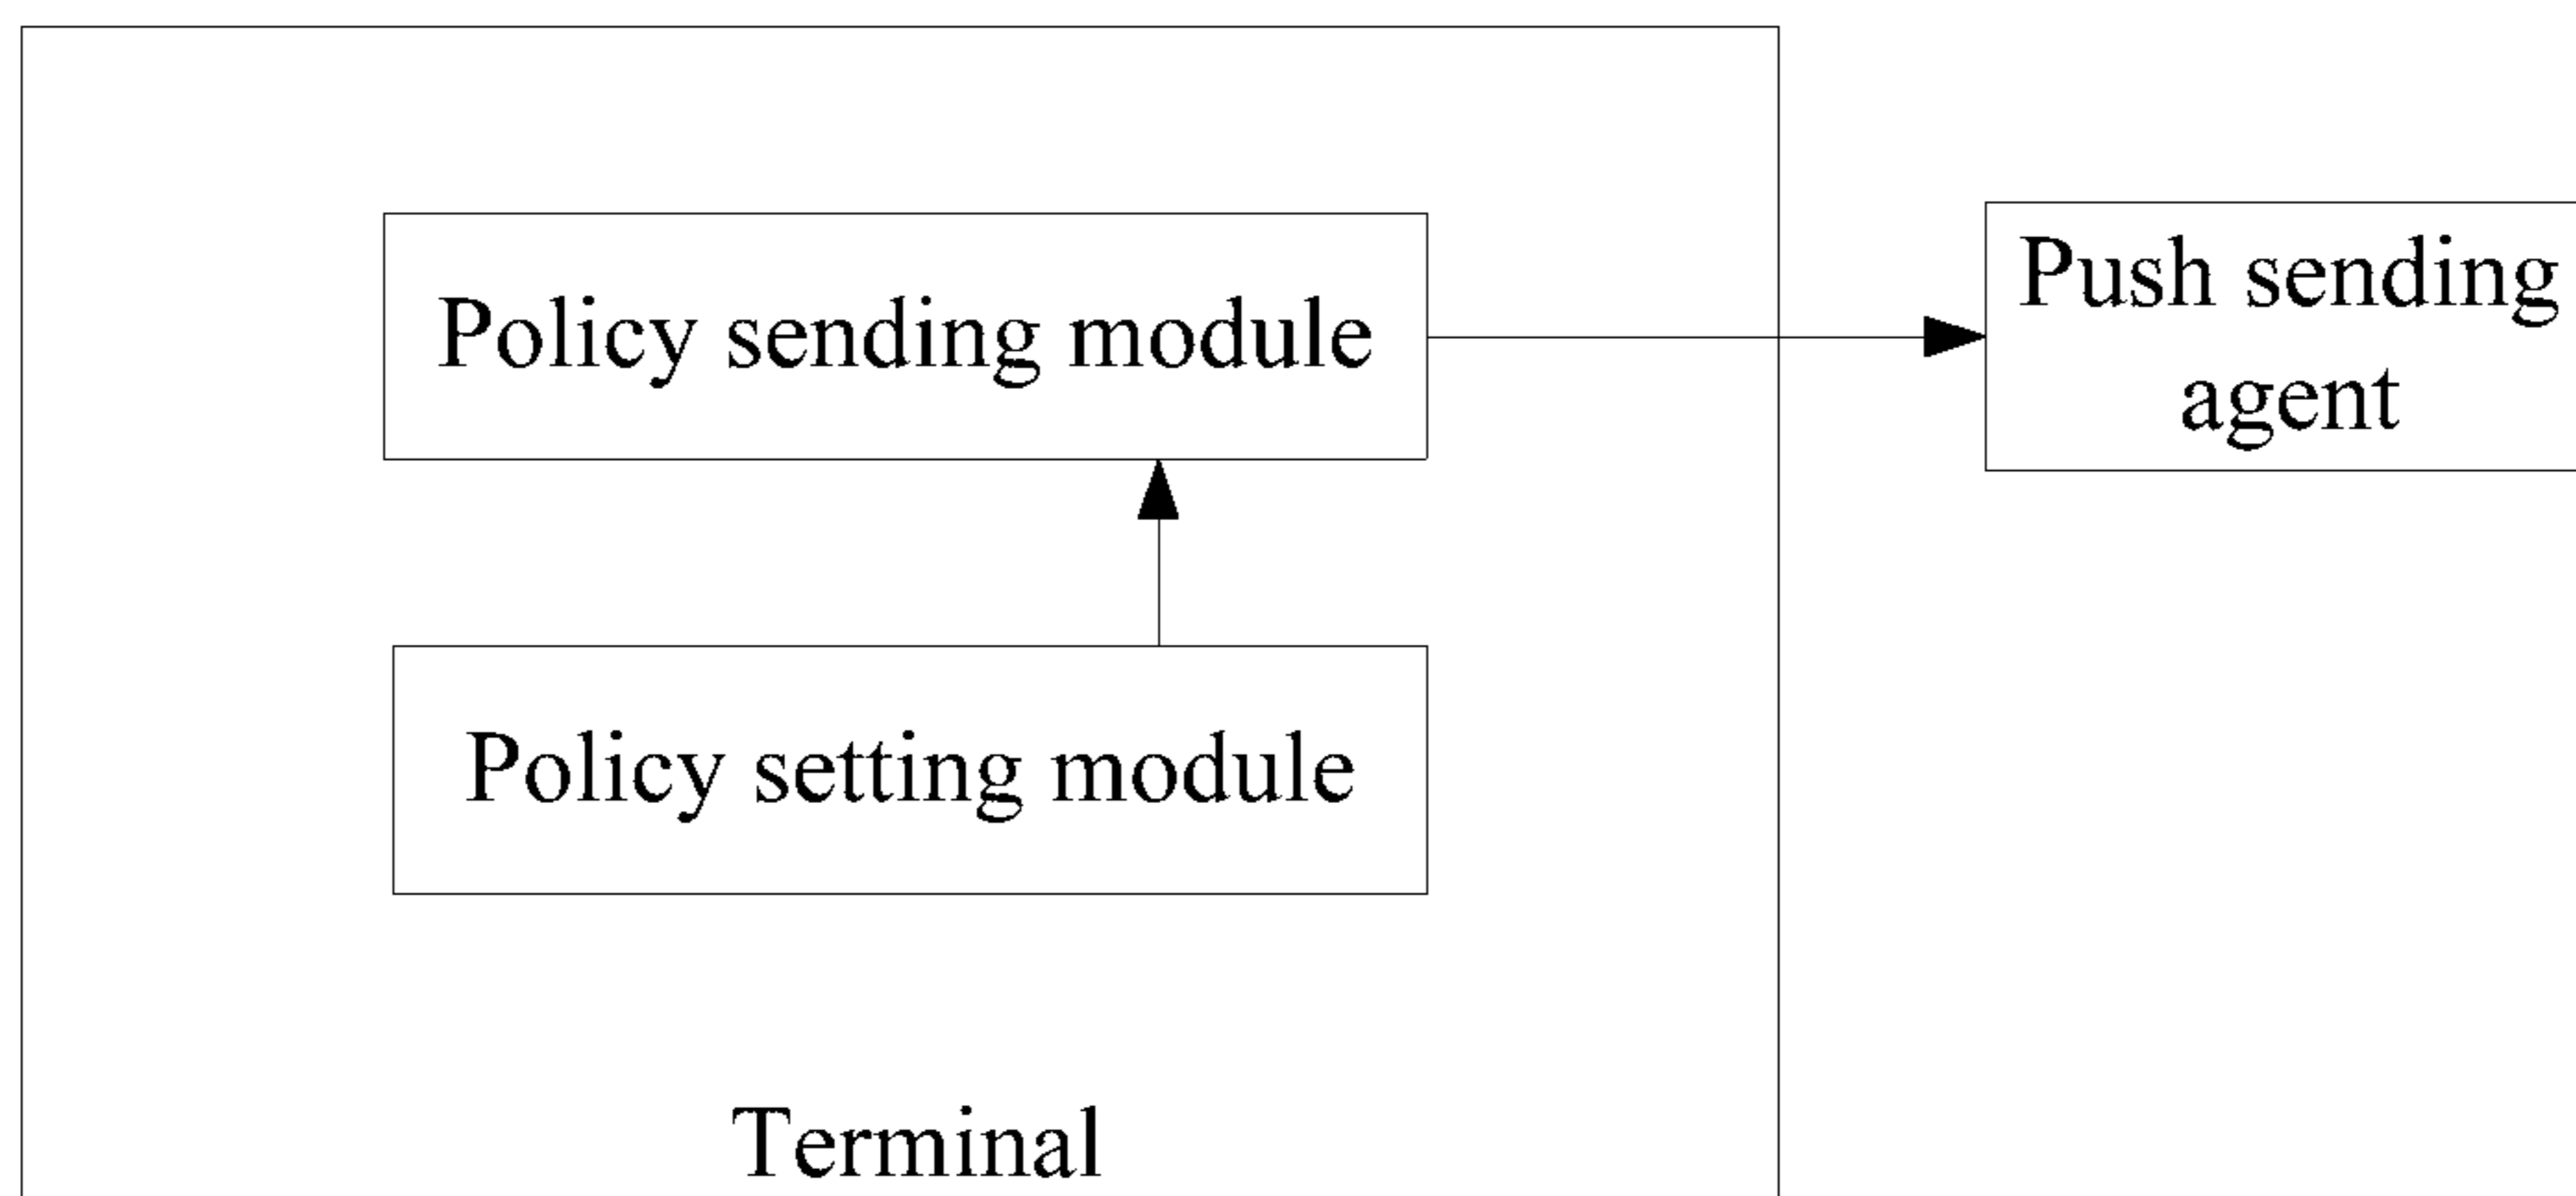 Policy sending module
Push sending
agent
Policy setting module
Terminal